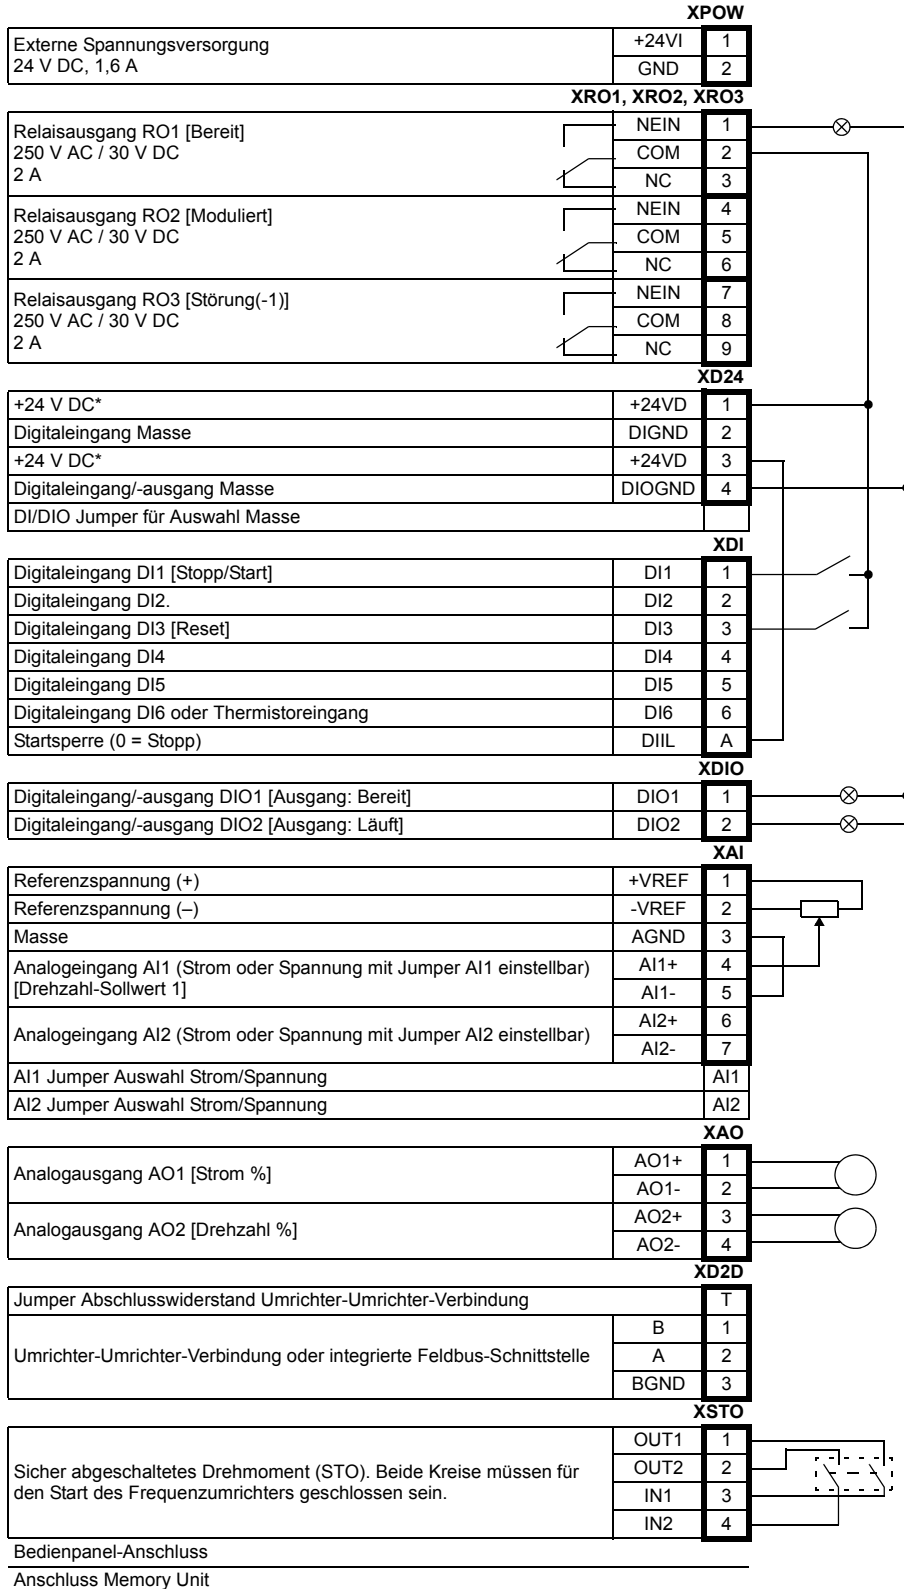 XPOW
Externe Spannungsversorgung
24 V DC, 1,6 A
+24VI 1
GND 2
XRO1, XRO2, XRO3
Relaisausgang RO1 [Bereit]
250 V AC / 30 V DC
2 A
NEIN 1
COM 2
NC 3
Relaisausgang RO2 [Moduliert]
250 V AC / 30 V DC
2 A
NEIN 4
COM 5
NC 6
Relaisausgang RO3 [Störung(-1)]
250 V AC / 30 V DC
2 A
NEIN 7
COM 8
NC 9
XD24
+24 V DC* +24VD 1
Digitaleingang Masse DIGND 2
+24 V DC* +24VD 3
Digitaleingang/-ausgang Masse DIOGND 4
DI/DIO Jumper für Auswahl Masse
XDI
Digitaleingang DI1 [Stopp/Start] DI1 1
Digitaleingang DI2. DI2 2
Digitaleingang DI3 [Reset] DI3 3
Digitaleingang DI4 DI4 4
Digitaleingang DI5 DI5 5
Digitaleingang DI6 oder Thermistoreingang DI6 6
Startsperre (0 = Stopp) DIIL A
XDIO
Digitaleingang/-ausgang DIO1 [Ausgang: Bereit] DIO1 1
Digitaleingang/-ausgang DIO2 [Ausgang: Läuft] DIO2 2
XAI
Referenzspannung (+) +VREF 1
Referenzspannung (–) -VREF 2
Masse AGND 3
Analogeingang AI1 (Strom oder Spannung mit Jumper AI1 einstellbar)
[Drehzahl-Sollwert 1]
AI1+ 4
AI1- 5
Analogeingang AI2 (Strom oder Spannung mit Jumper AI2 einstellbar)
AI2+ 6
AI2- 7
AI1 Jumper Auswahl Strom/Spannung AI1
AI2 Jumper Auswahl Strom/Spannung AI2
XAO
Analogausgang AO1 [Strom %]
AO1+ 1
AO1- 2
Analogausgang AO2 [Drehzahl %]
AO2+ 3
AO2- 4
XD2D
Jumper Abschlusswiderstand Umrichter-Umrichter-Verbindung T
Umrichter-Umrichter-Verbindung oder integrierte Feldbus-Schnittstelle
B 1
A 2
BGND 3
XSTO
Sicher abgeschaltetes Drehmoment (STO). Beide Kreise müssen für
den Start des Frequenzumrichters geschlossen sein.
OUT1 1
OUT2 2
IN1 3
IN2 4
Bedienpanel-Anschluss
Anschluss Memory Unit